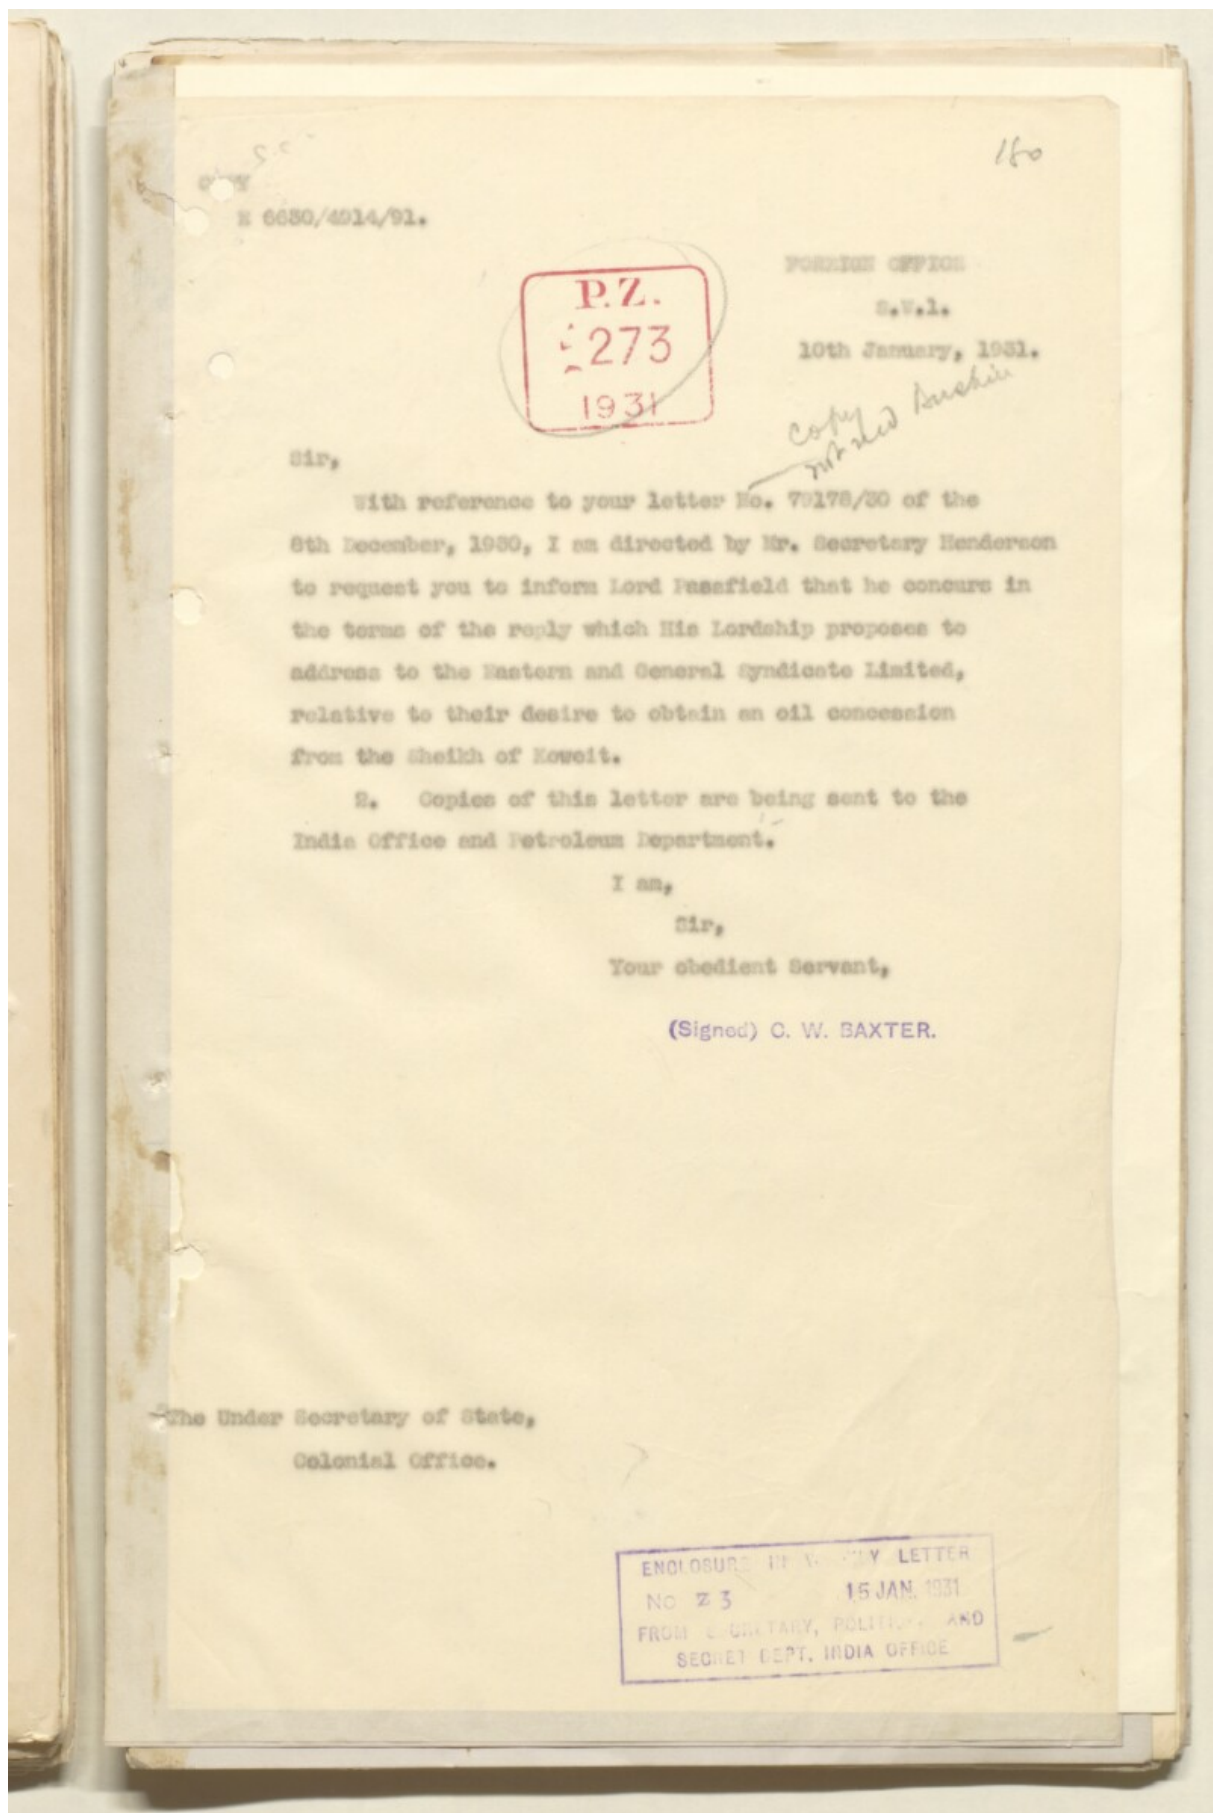 180
COPY
E 6630/4914/91.
FOREIGN OFFICE
S.W.1.
10th January, 1931.
P.Z.
273
1931
copy
not
Sir,
With reference to your letter No. 79178/30 of the
8th December, 1930, I am directed by Mr. Secretary Henderson
to request you to inform Lord Passfield that he concurs in
the terms of the reply which His Lordship proposes to
address to the Eastern and General Syndicate Limited,
relative to their desire to obtain an oil concession
from the Sheikh of Koweit.
2. Copies of this letter are being sent to the
India Office and Petroleum Department.
I am,
Sir,
Your obedient Servant,
(Signed) C. W. BAXTER.
The Under Secretary of State,
Colonial Office.
ENCLOSURE IN WEEKLY LETTER
No 23 15 JAN. 1931
FROM SECRETARY, POLITICAL AND
SECRET DEPT. INDIA OFFICE